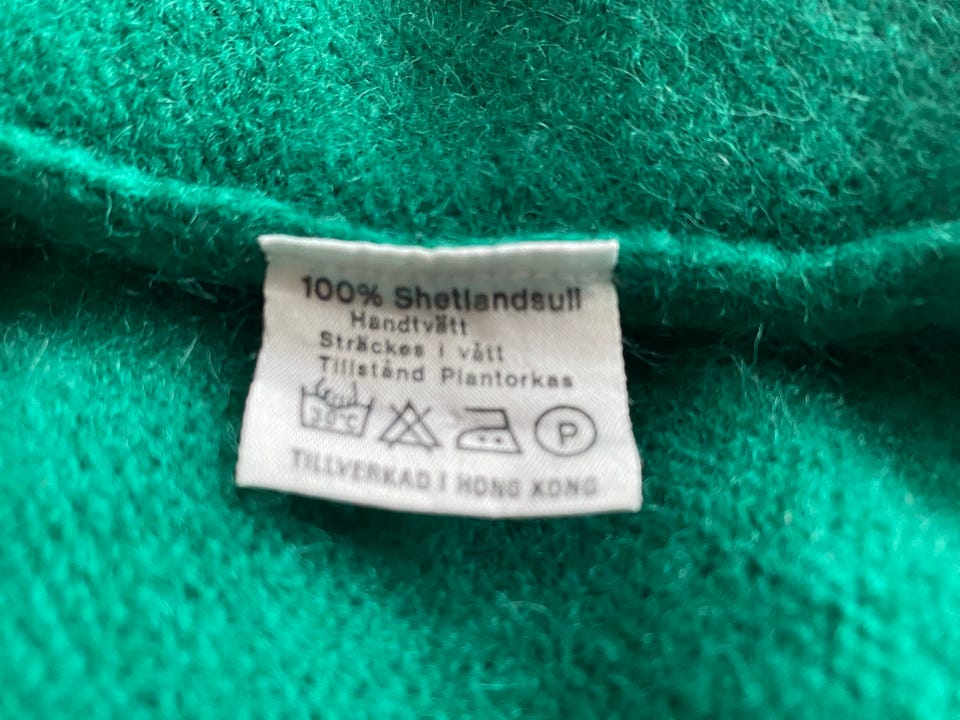 100% Shetlandsull
Handtvätt
Sträckes i vått
Tillstånd Plantorkas
30°C
P
TILLVERKAD I HONG KONG